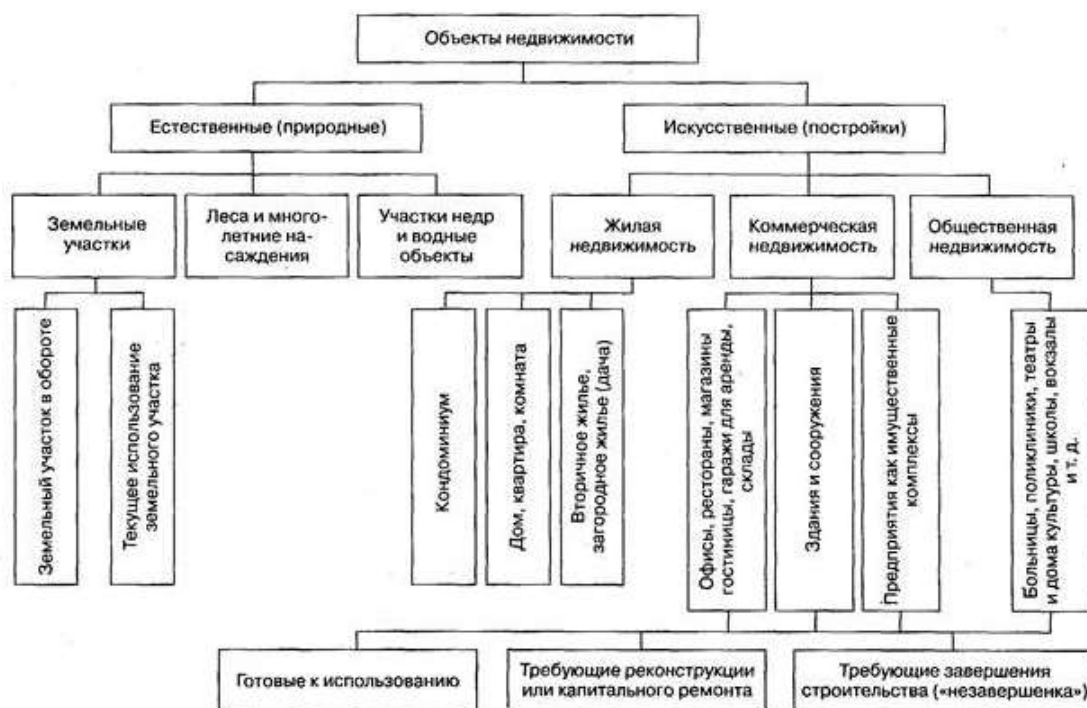 Объекты недвижимости
Естественные (природные)
Искусственные (постройки)
Земельные
участки
Леса и много-
летние на-
саждения
Участки недр
и водные
объекты
Жилая
недвижимость
Коммерческая
недвижимость
Общественная
недвижимость
Земельный участок в обороте
Текущее использование
земельного участка
Кондоминиум
Дом, квартира, комната
Вторичное жилье,
загородное жилье (дача)
Офисы, рестораны, магазины
гостиницы, гаражи для аренды,
склады
Здания и сооружения
Предприятия как имущественные
комплексы
Больницы, поликлиники, театры
и дома культуры, школы, вокзалы
и т. д.
Готовые к использованию
Требующие реконструкции
или капитального ремонта
Требующие завершения
строительства («незавершенка»)